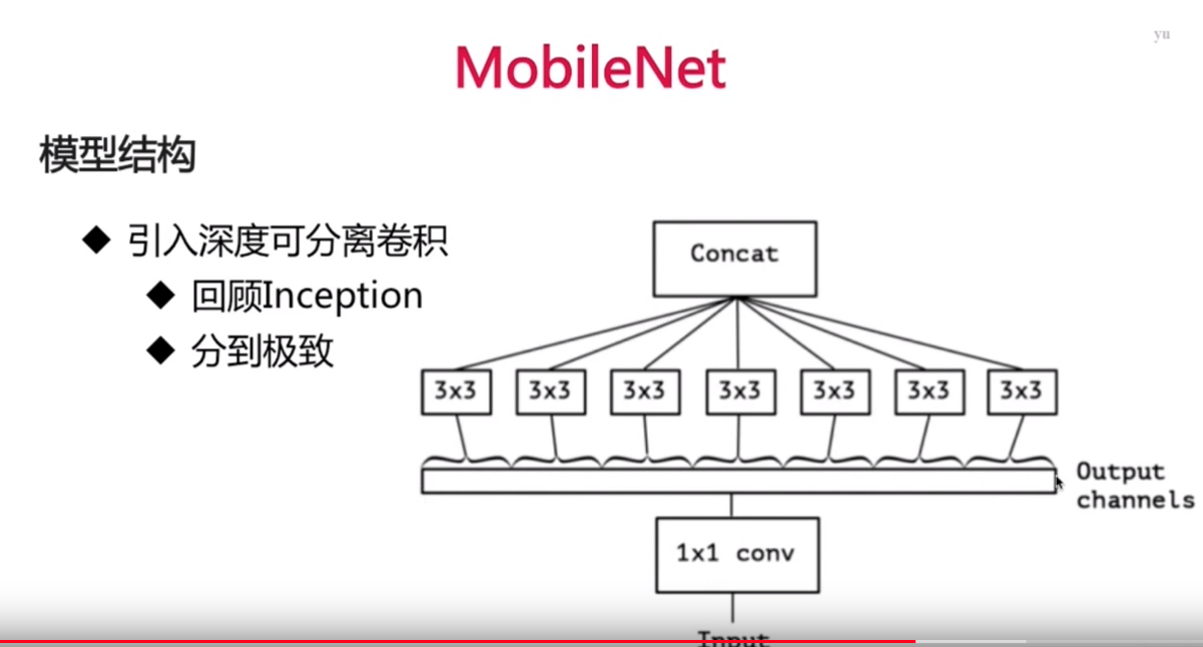 yu
MobileNet
模型结构
◆ 引入深度可分离卷积
◆ 回顾Inception
◆ 分到极致
Concat
3x3 3x3 3x3 3x3 3x3 3x3 3x3
Output
channels
1x1 conv
Input